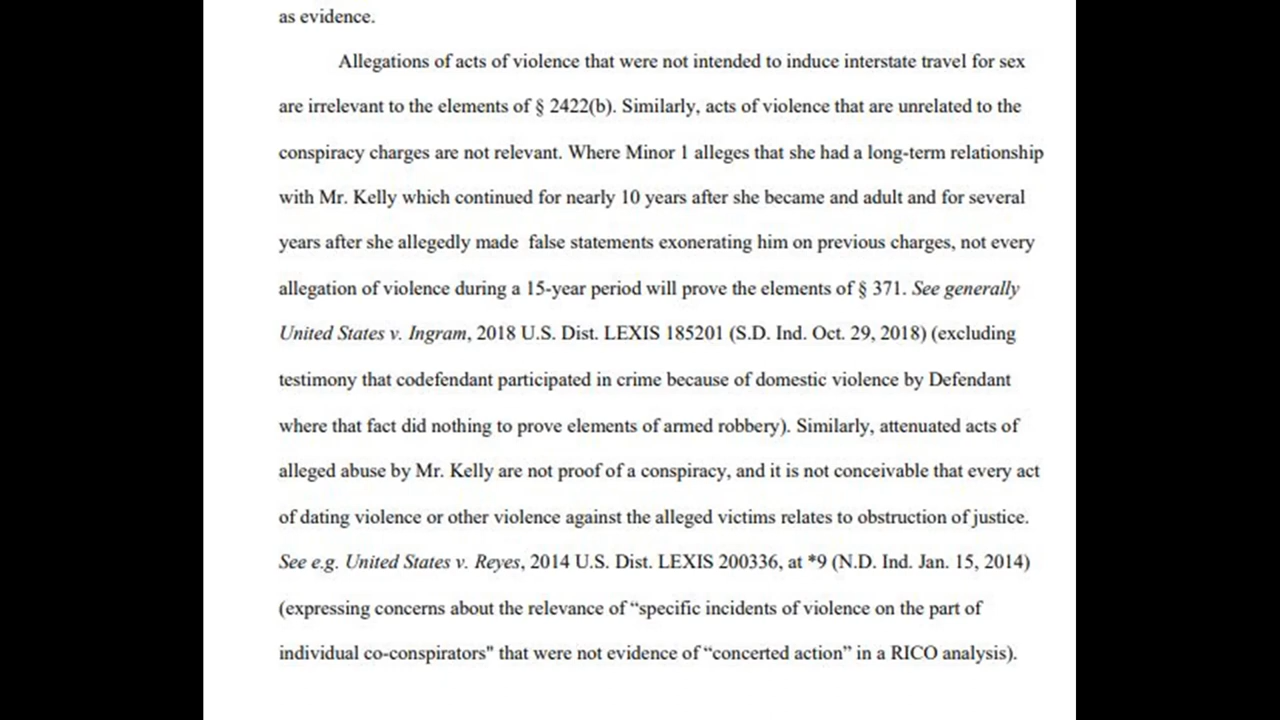 as evidence.
Allegations of acts of violence that were not intended to induce interstate travel for sex
are irrelevant to the elements of § 2422(b). Similarly, acts of violence that are unrelated to the
conspiracy charges are not relevant. Where Minor 1 alleges that she had a long-term relationship
with Mr. Kelly which continued for nearly 10 years after she became and adult and for several
years after she allegedly made  false statements exonerating him on previous charges, not every
allegation of violence during a 15-year period will prove the elements of § 371. See generally
United States v. Ingram, 2018 U.S. Dist. LEXIS 185201 (S.D. Ind. Oct. 29, 2018) (excluding
testimony that codefendant participated in crime because of domestic violence by Defendant
where that fact did nothing to prove elements of armed robbery). Similarly, attenuated acts of
alleged abuse by Mr. Kelly are not proof of a conspiracy, and it is not conceivable that every act
of dating violence or other violence against the alleged victims relates to obstruction of justice.
See e.g. United States v. Reyes, 2014 U.S. Dist. LEXIS 200336, at *9 (N.D. Ind. Jan. 15, 2014)
(expressing concerns about the relevance of “specific incidents of violence on the part of
individual co-conspirators" that were not evidence of “concerted action” in a RICO analysis).